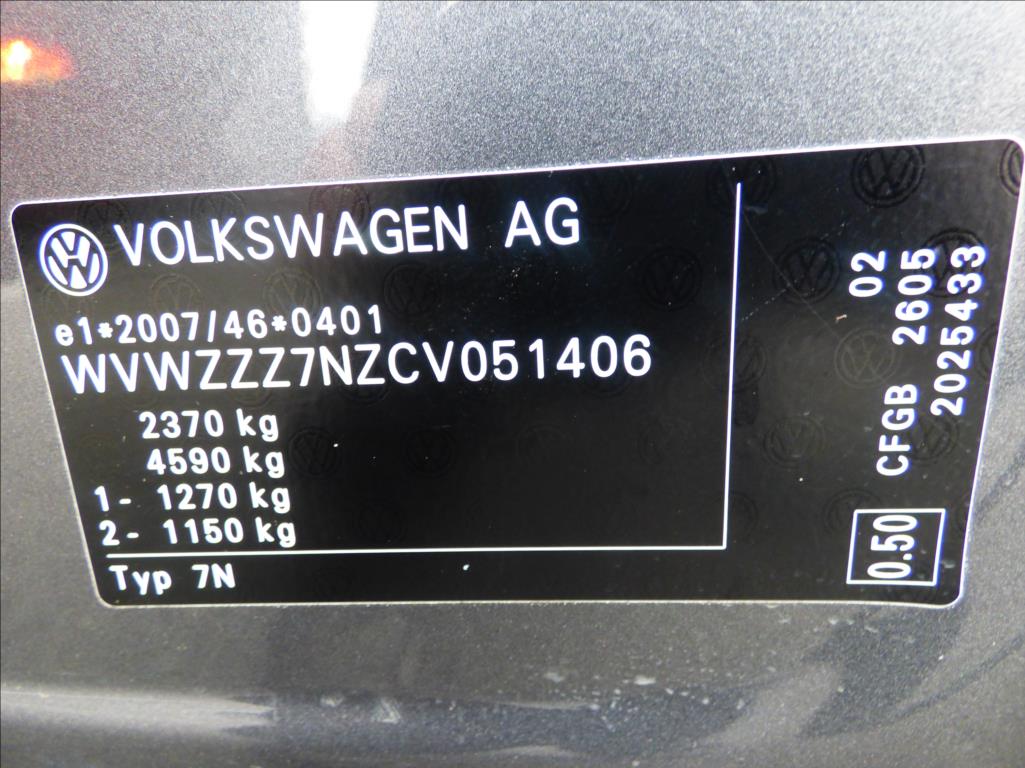 VOLKSWAGEN AG
e1*2007/46*0401
WVWZZZ7NZCV051406
2370 kg
4590 kg
1- 1270 kg
2- 1150 kg
Typ 7N
02
CFGB 2605
2025433
0.50